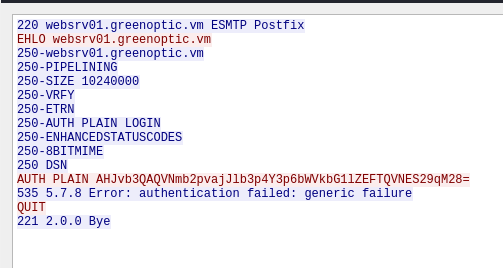 220 websrv01.greenoptic.vm ESMTP Postfix
EHLO websrv01.greenoptic.vm
250-websrv01.greenoptic.vm
250-PIPELINING
250-SIZE 10240000
250-VRFY
250-ETRN
250-AUTH PLAIN LOGIN
250-ENHANCEDSTATUSCODES
250-8BITMIME
250 DSN
AUTH PLAIN AHJvb3QAQVNmb2pvajJlb3p4Y3p6bWVkbG1lZEFTQVNES29qM28=
535 5.7.8 Error: authentication failed: generic failure
QUIT
221 2.0.0 Bye